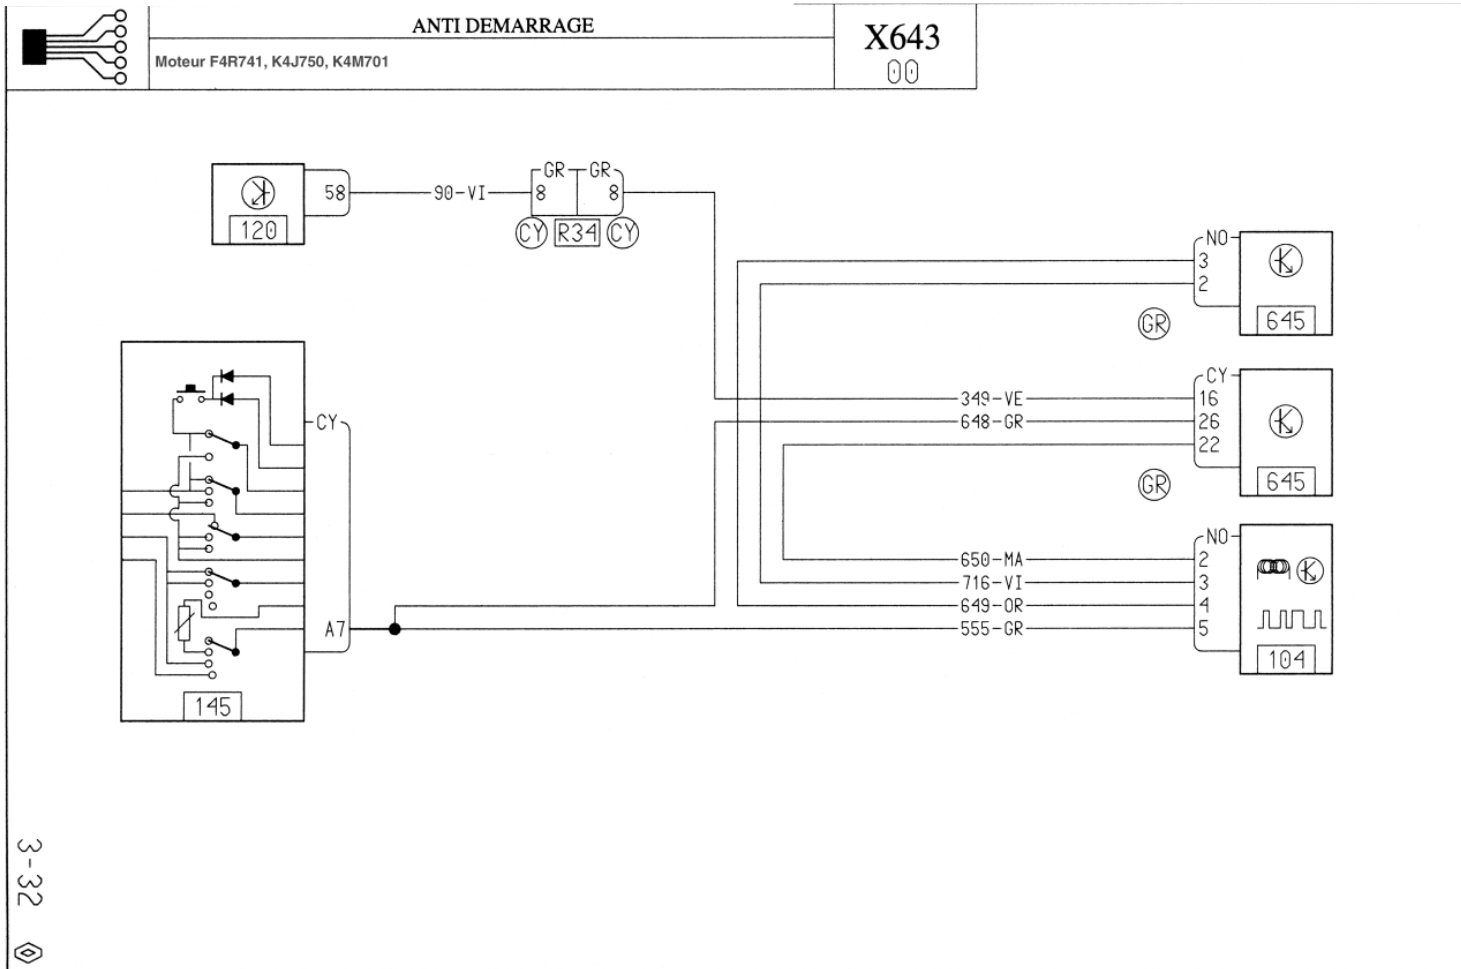 ANTI DEMARRAGE
X643
00
Moteur F4R741, K4J750, K4M701
58
90-VI
GR GR
8 8
120
CY R34 CY
NO
3
2
GR
645
CY
349-VE 16
648-GR 26
22
GR
645
CY
A7
145
NO
650-MA 2
716-VI 3
649-OR 4
555-GR 5
104
3-32